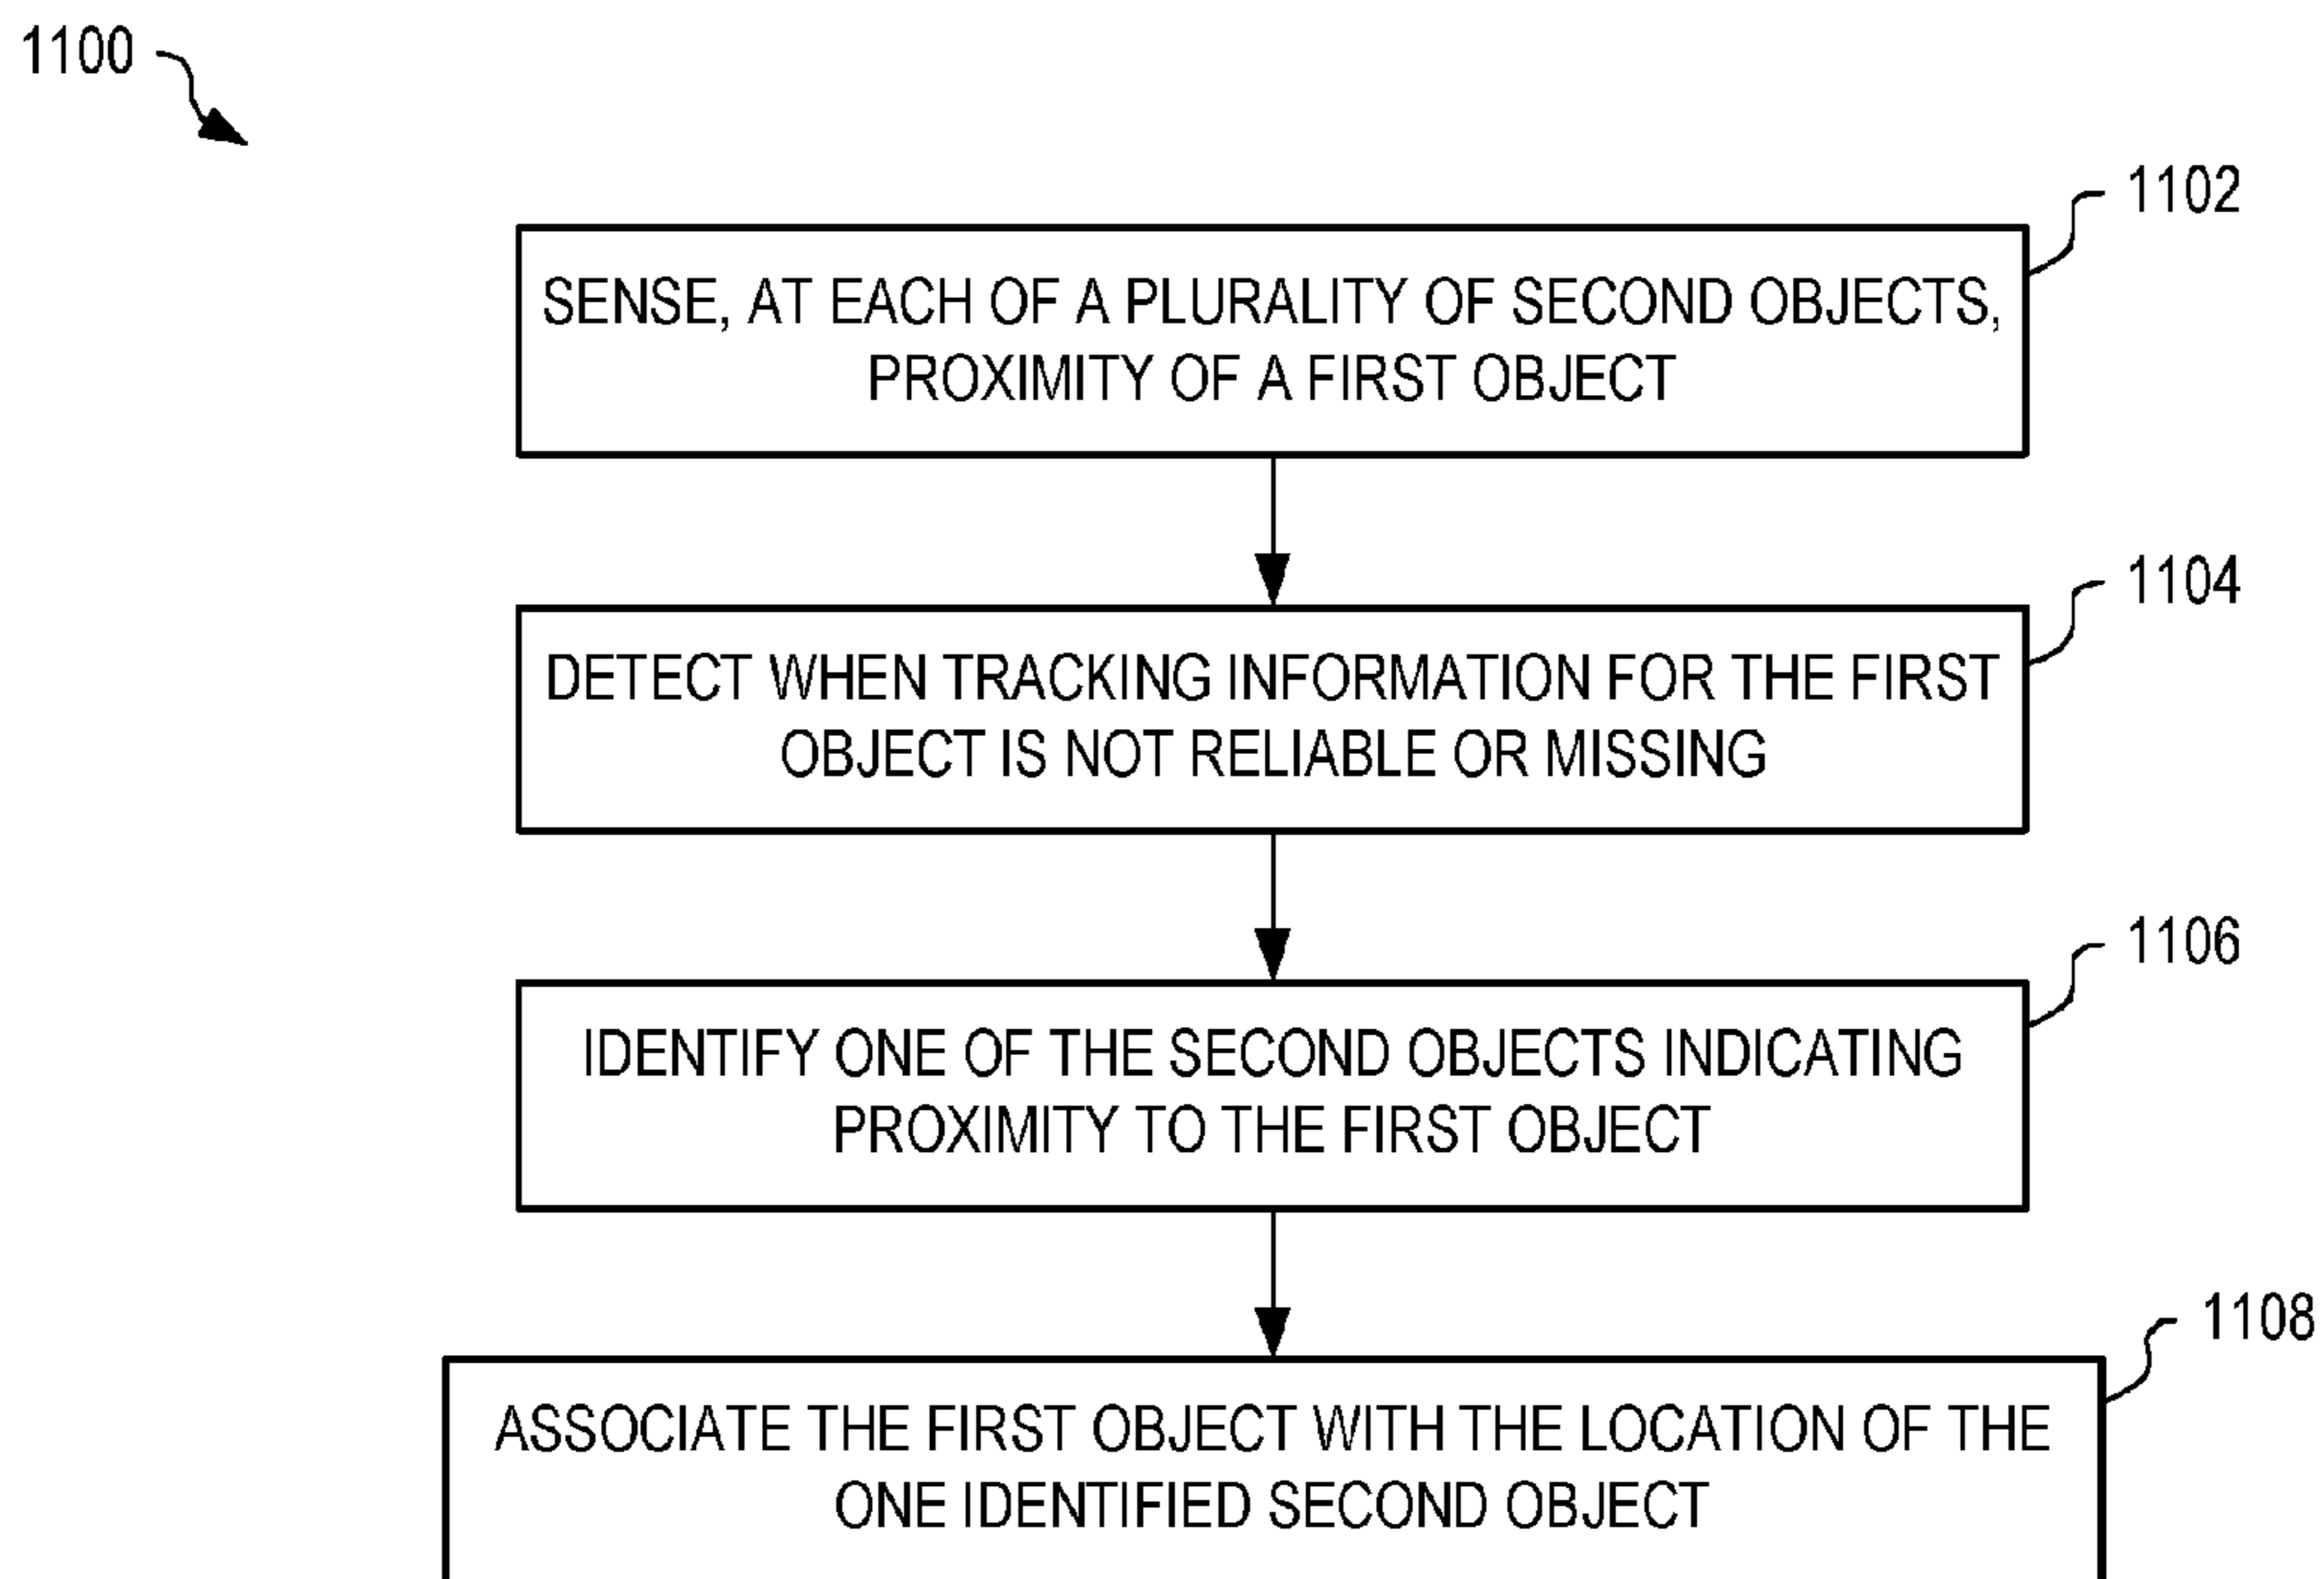 1100
1102
SENSE, AT EACH OF A PLURALITY OF SECOND OBJECTS,
PROXIMITY OF A FIRST OBJECT
1104
DETECT WHEN TRACKING INFORMATION FOR THE FIRST
OBJECT IS NOT RELIABLE OR MISSING
1106
IDENTIFY ONE OF THE SECOND OBJECTS INDICATING
PROXIMITY TO THE FIRST OBJECT
1108
ASSOCIATE THE FIRST OBJECT WITH THE LOCATION OF THE
ONE IDENTIFIED SECOND OBJECT